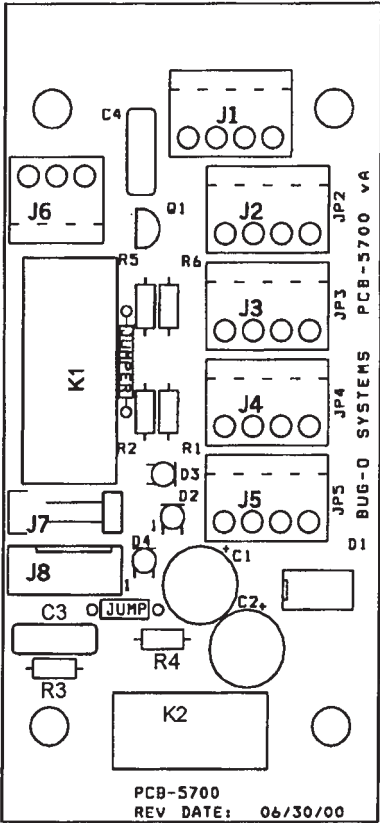 C4
J1
J6
Q1
J2
JP2
PCB-5700 vA
R5
R6
J3
JP3
K1
JUMPER
J4
JP4
BUG-O SYSTEMS
R2
R1
D3
J5
JP5
D2
J7
1
D4
D1
J8
+
C1
1
C2+
C3
JUMP
R4
R3
K2
PCB-5700
REV DATE: 06/30/00